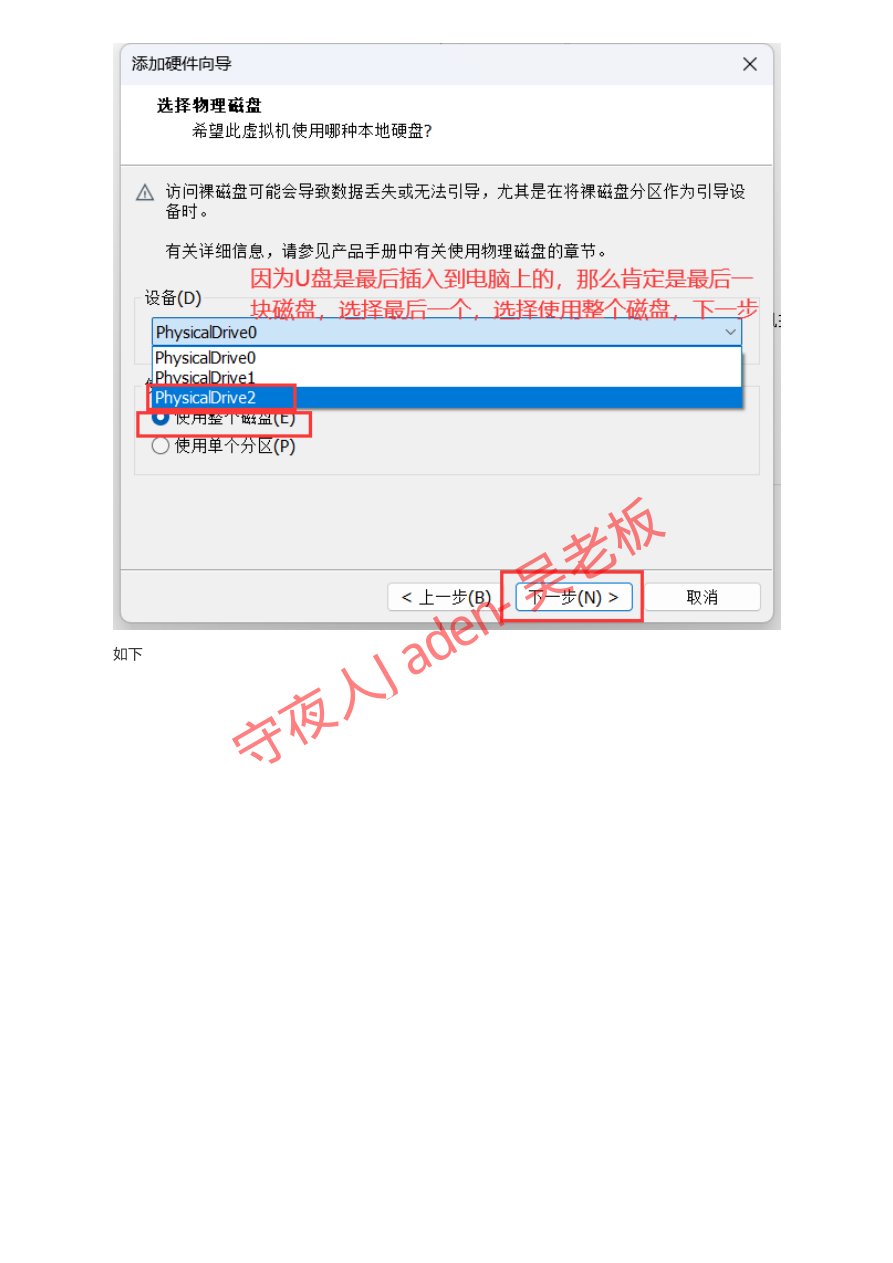 添加硬件向导
选择物理磁盘
希望此虚拟机使用哪种本地硬盘?
访问裸磁盘可能会导致数据丢失或无法引导，尤其是在将裸磁盘分区作为引导设
备时。
有关详细信息，请参见产品手册中有关使用物理磁盘的章节。
因为U盘是最后插入到电脑上的，那么肯定是最后一
块磁盘，选择最后一个，选择使用整个磁盘，下一步
设备(D)
PhysicalDrive0
PhysicalDrive0
PhysicalDrive1
PhysicalDrive2
使用整个磁盘(E)
使用单个分区(P)
< 上一步(B)
下一步(N) >
取消
如下
守夜人J aden- 吴老板